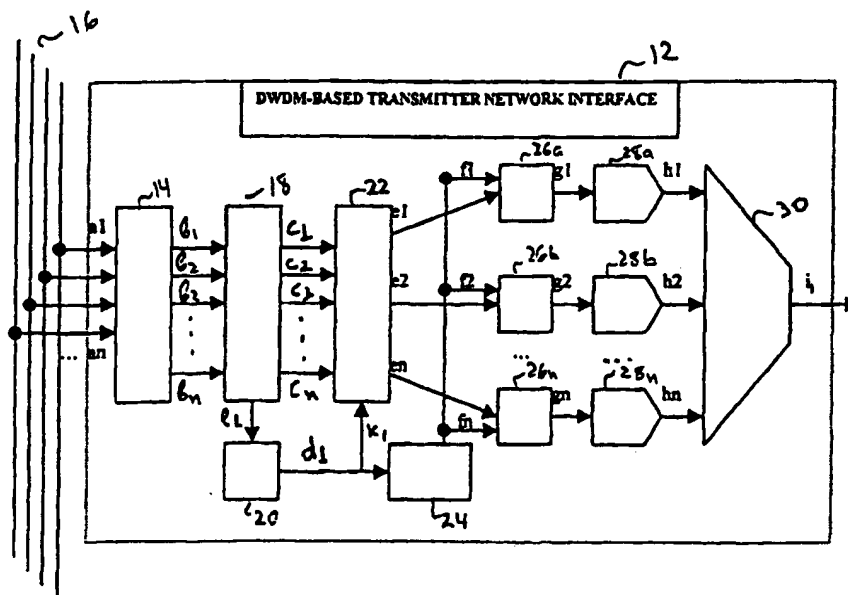 16
12
DWDM-BASED TRANSMITTER NETWORK INTERFACE
14
18
22
26a
28a
30
a1
b1
b2
b3
bn
c1
c2
c3
cn
e1
e2
en
f1
f2
fn
g1
g2
gn
h1
h2
hn
i1
26b
28b
... an
...
26n
...
28n
l1
d1
k1
20
24